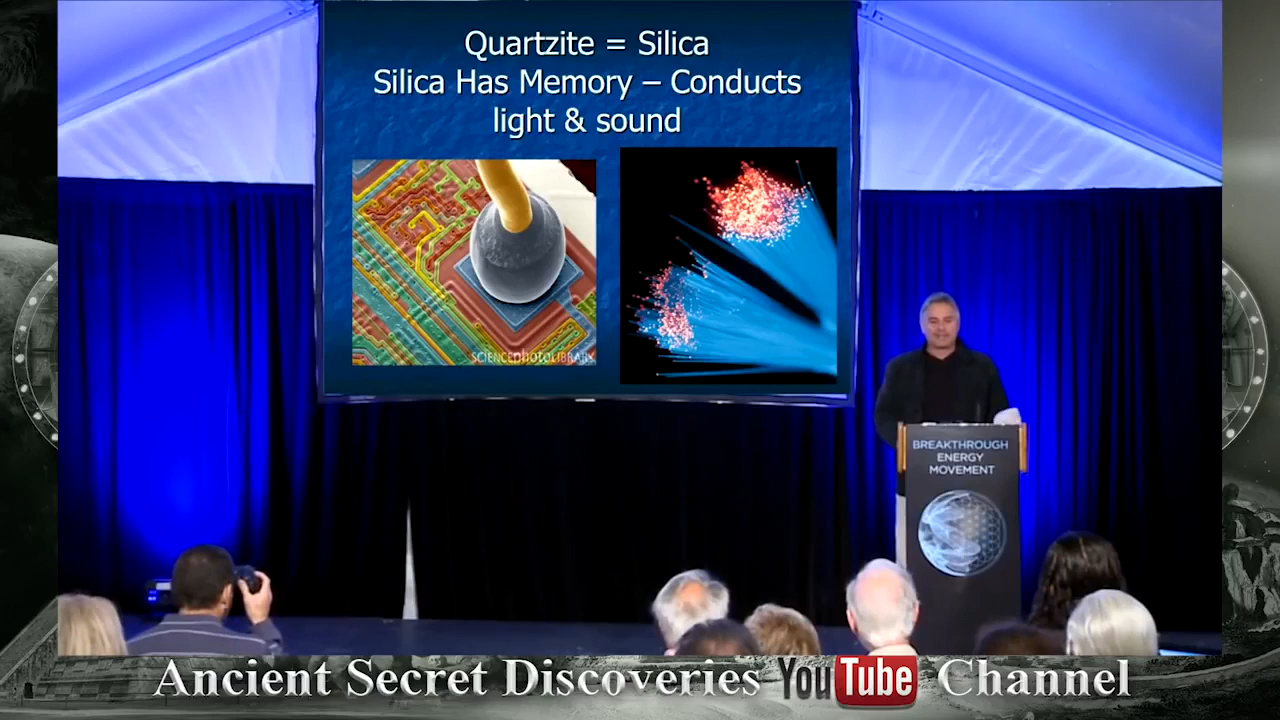 Quartzite = Silica
Silica Has Memory – Conducts
light & sound
SCIENCEPHOTOLIBRARY
BREAKTHROUGH
ENERGY
MOVEMENT
Ancient Secret Discoveries YouTube Channel